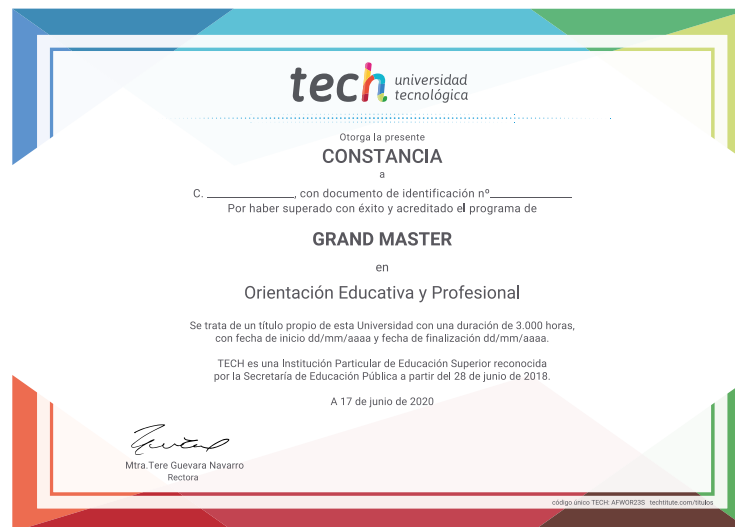 tech universidad
tecnológica
Otorga la presente
CONSTANCIA
a
C. ______________, con documento de identificación nº_____________
Por haber superado con éxito y acreditado el programa de
GRAND MASTER
en
Orientación Educativa y Profesional
Se trata de un título propio de esta Universidad con una duración de 3.000 horas,
con fecha de inicio dd/mm/aaaa y fecha de finalización dd/mm/aaaa.
TECH es una Institución Particular de Educación Superior reconocida
por la Secretaría de Educación Pública a partir del 28 de junio de 2018.
A 17 de junio de 2020
Mtra.Tere Guevara Navarro
Rectora
código único TECH: AFWOR23S techtitute.com/titulos